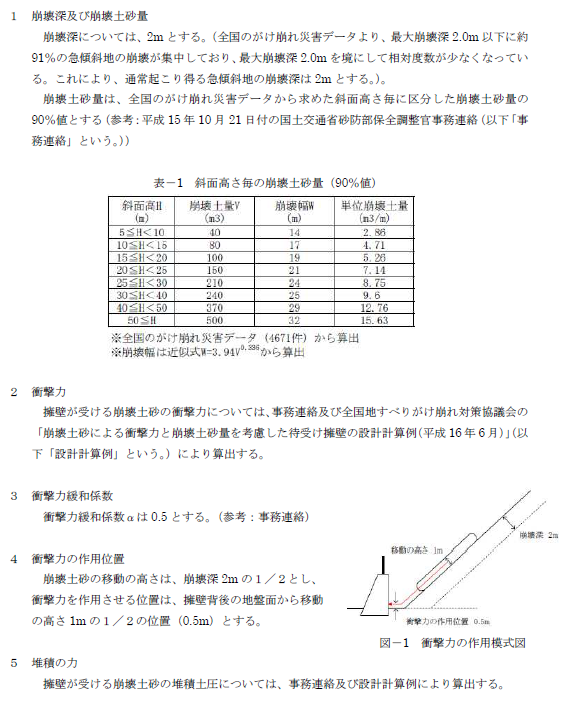 1　崩壊深及び崩壊土砂量
崩壊深については、2mとする。（全国のがけ崩れ災害データより、最大崩壊深 2.0m 以下に約
91%の急傾斜地の崩壊が集中しており、最大崩壊深 2.0m を境にして相対度数が少なくなってい
る。これにより、通常起こり得る急傾斜地の崩壊深は 2m とする。）。
崩壊土砂量は、全国のがけ崩れ災害データから求めた斜面高さ毎に区分した崩壊土砂量の
90%値とする（参考：平成 15 年 10 月 21 日付の国土交通省砂防部保全調整官事務連絡（以下「事
務連絡」という。））
表－1　斜面高さ毎の崩壊土砂量（90%値）
斜面高H (m)　崩壊土量V (m3)　崩壊幅W (m)　単位崩壊土量 (m3/m)
5≦H＜10　40　14　2.86
10≦H＜15　80　17　4.71
15≦H＜20　100　19　5.26
20≦H＜25　150　21　7.14
25≦H＜30　210　24　8.75
30≦H＜40　240　25　9.6
40≦H＜50　370　29　12.76
50≦H　500　32　15.63
※全国のがけ崩れ災害データ（4671件）から算出
※崩壊幅は近似式W=3.94V^0.336から算出
2　衝撃力
擁壁が受ける崩壊土砂の衝撃力については、事務連絡及び全国地すべりがけ崩れ対策協議会の
「崩壊土砂による衝撃力と崩壊土砂量を考慮した待受け擁壁の設計計算例（平成 16 年 6 月）」（以
下「設計計算例」という。）により算出する。
3　衝撃力緩和係数
衝撃力緩和係数αは 0.5 とする。（参考：事務連絡）
4　衝撃力の作用位置
崩壊土砂の移動の高さは、崩壊深 2m の１／２とし、
衝撃力を作用させる位置は、擁壁背後の地盤面から移動
の高さ 1m の１／２の位置（0.5m）とする。
移動の高さ 1m
崩壊深 2m
衝撃力の作用位置 0.5m
図－1　衝撃力の作用模式図
5　堆積の力
擁壁が受ける崩壊土砂の堆積土圧については、事務連絡及び設計計算例により算出する。